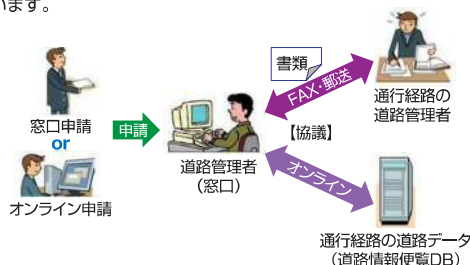 います。
窓口申請
or
オンライン申請
申請
道路管理者
（窓口）
書類
FAX・郵送
【協議】
オンライン
通行経路の
道路管理者
通行経路の道路データ
（道路情報便覧DB）